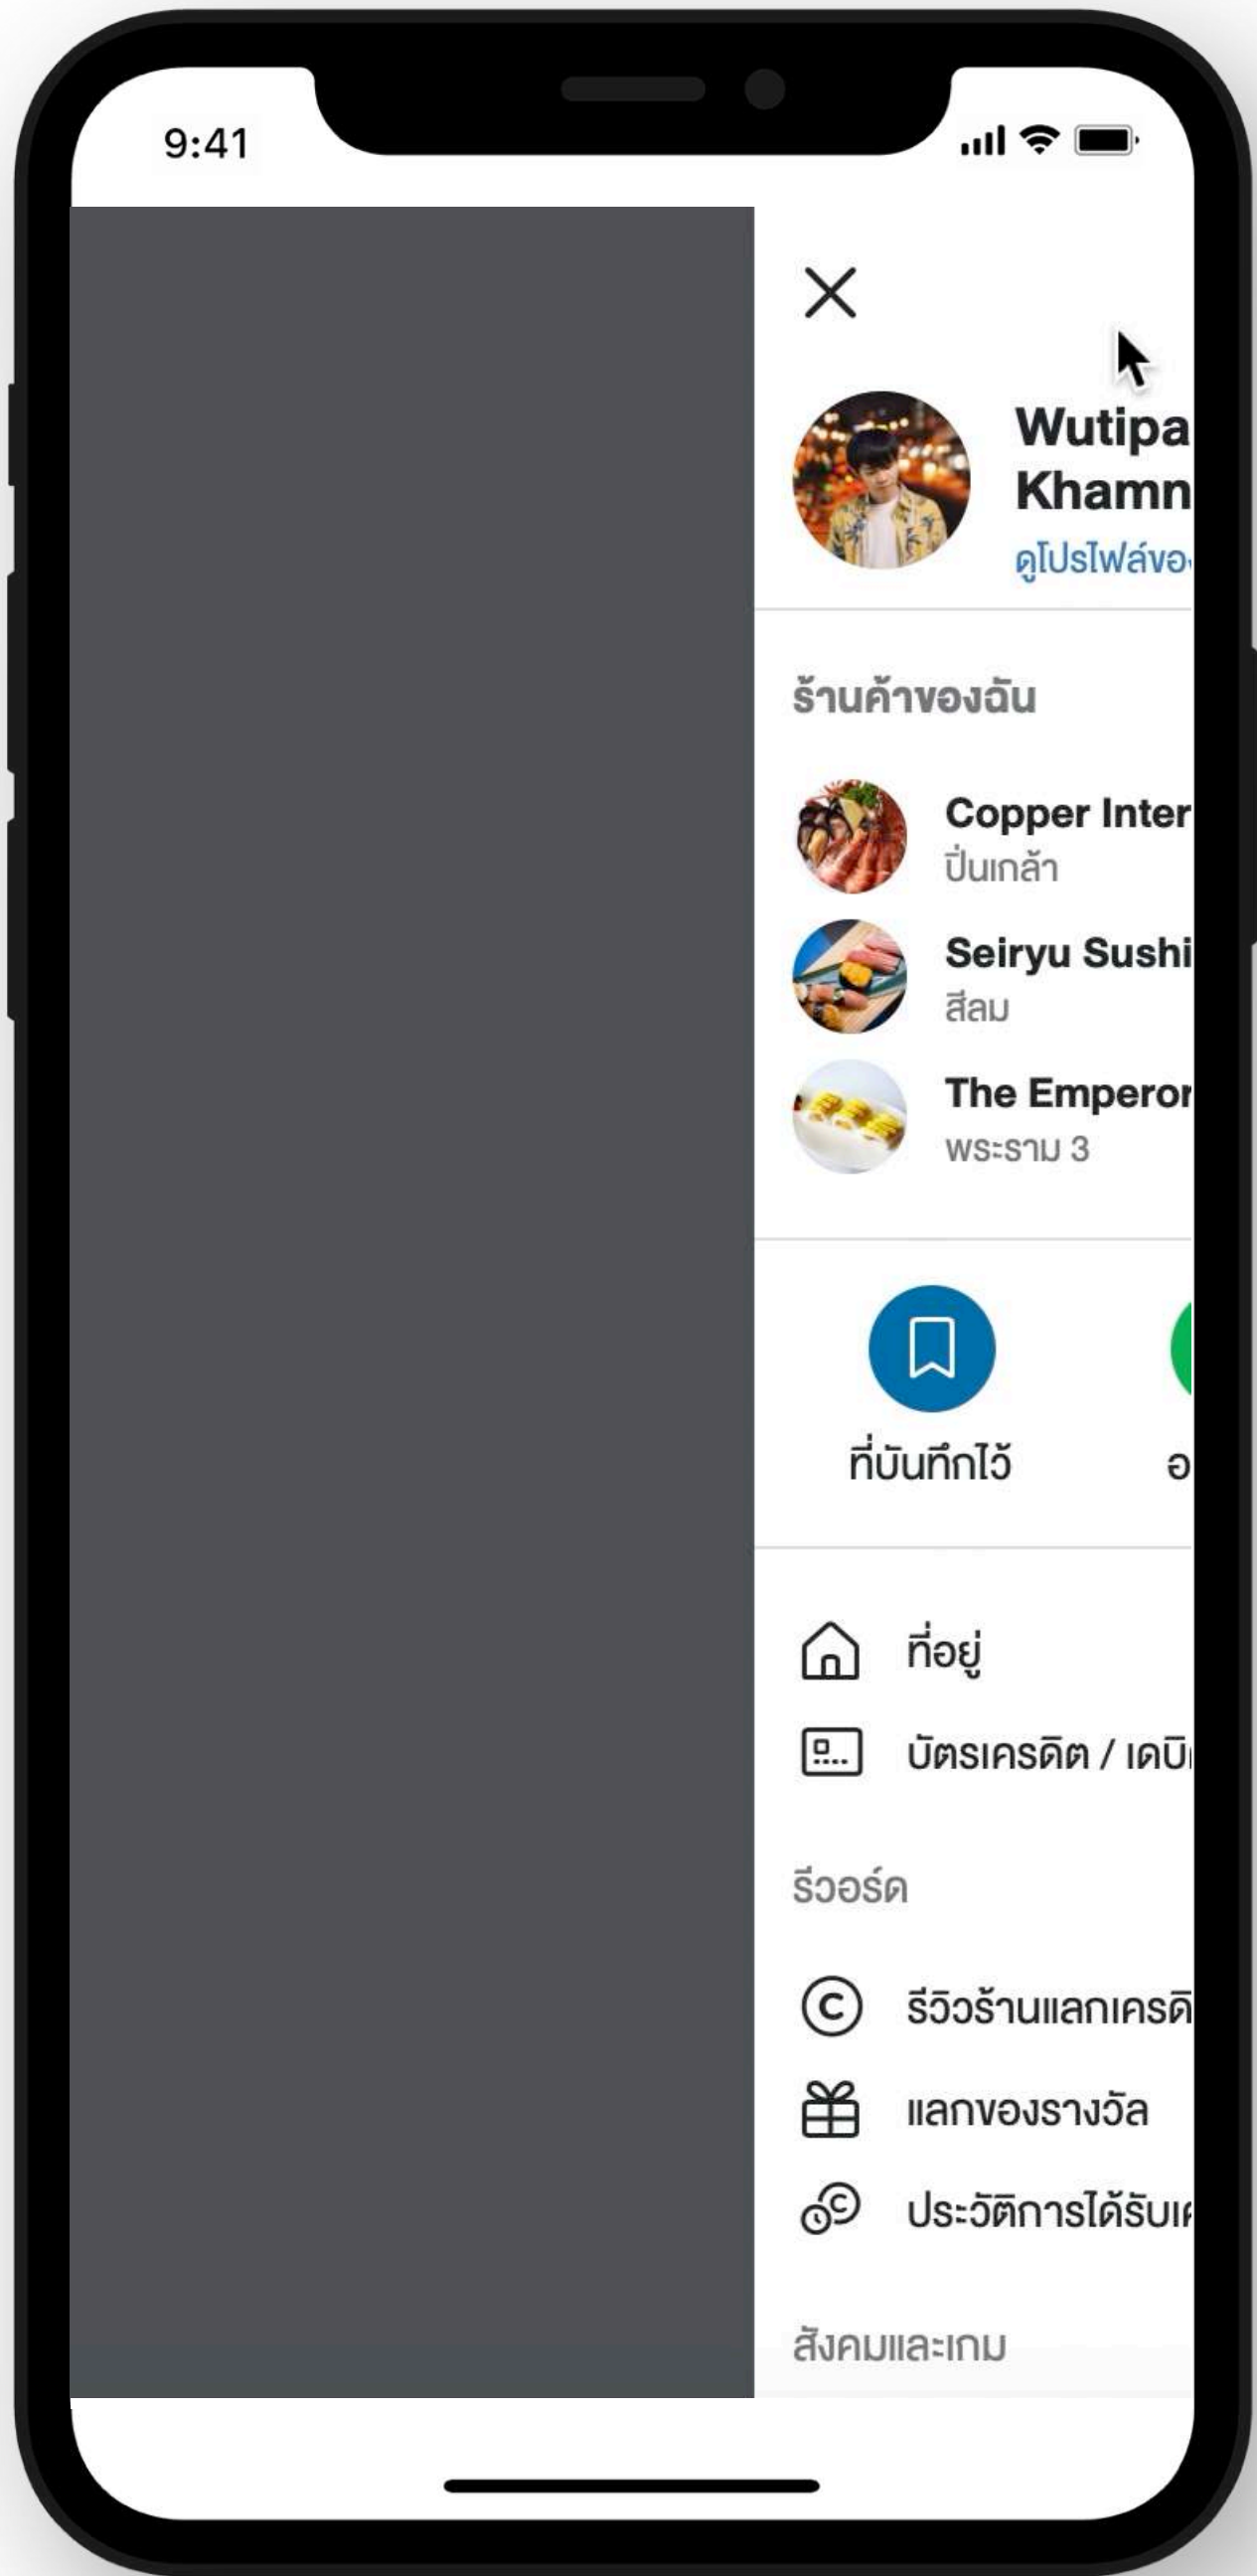 9:41
Wutipa
Khamn
ดูโปรไฟล์ขอ
ร้านค้าของฉัน
Copper Inter
ปิ่นเกล้า
Seiryu Sushi
สีลม
The Emperor
พระราม 3
ที่บันทึกไว้
อ
ที่อยู่
บัตรเครดิต / เดบิ
รีวอร์ด
รีวิวร้านแลกเครดิ
แลกของรางวัล
ประวัติการได้รับเค
สังคมและเกม